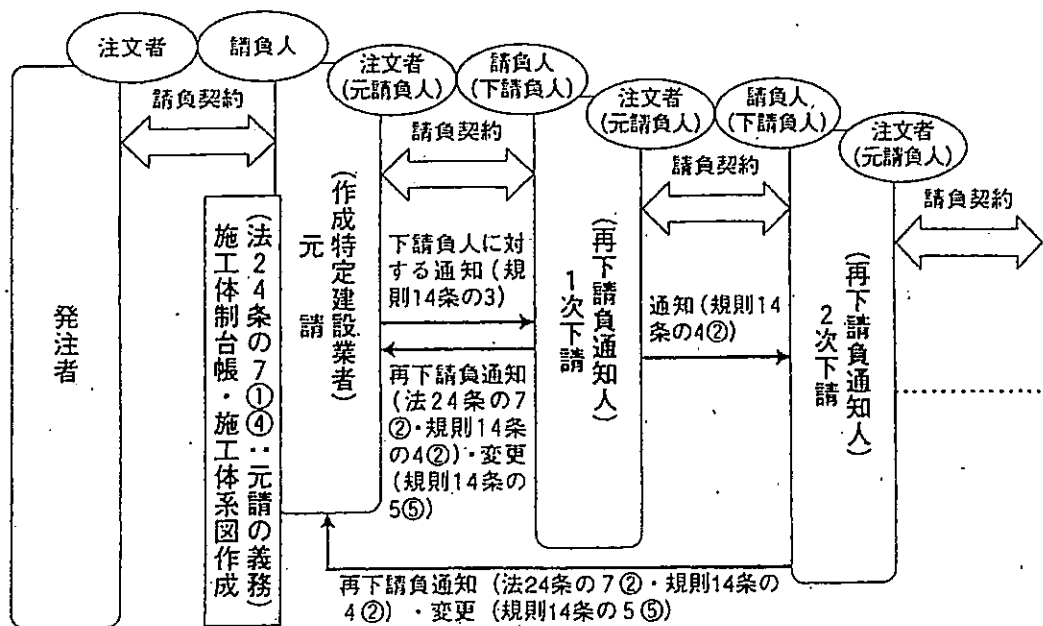 注文者
請負人
請負契約
注文者
(元請負人)
請負人
(下請負人)
請負契約
注文者
(元請負人)
請負人
(下請負人)
請負契約
注文者
(元請負人)
請負契約
発注者
(法24条の7①④‥元請の義務)
施工体制台帳・施工体系図作成
(作成特定建設業者)
元請
下請負人に対
する通知(規
則14条の3)
再下請負通知
(法24条の7
②・規則14条
の4②)・変更
(規則14条の
5⑤)
(再下請負通知人)
1次下請
通知(規則14
条の4②)
(再下請負通知人)
2次下請
再下請負通知 (法24条の7②・規則14条の
4②) ・変更 (規則14条の5⑤)